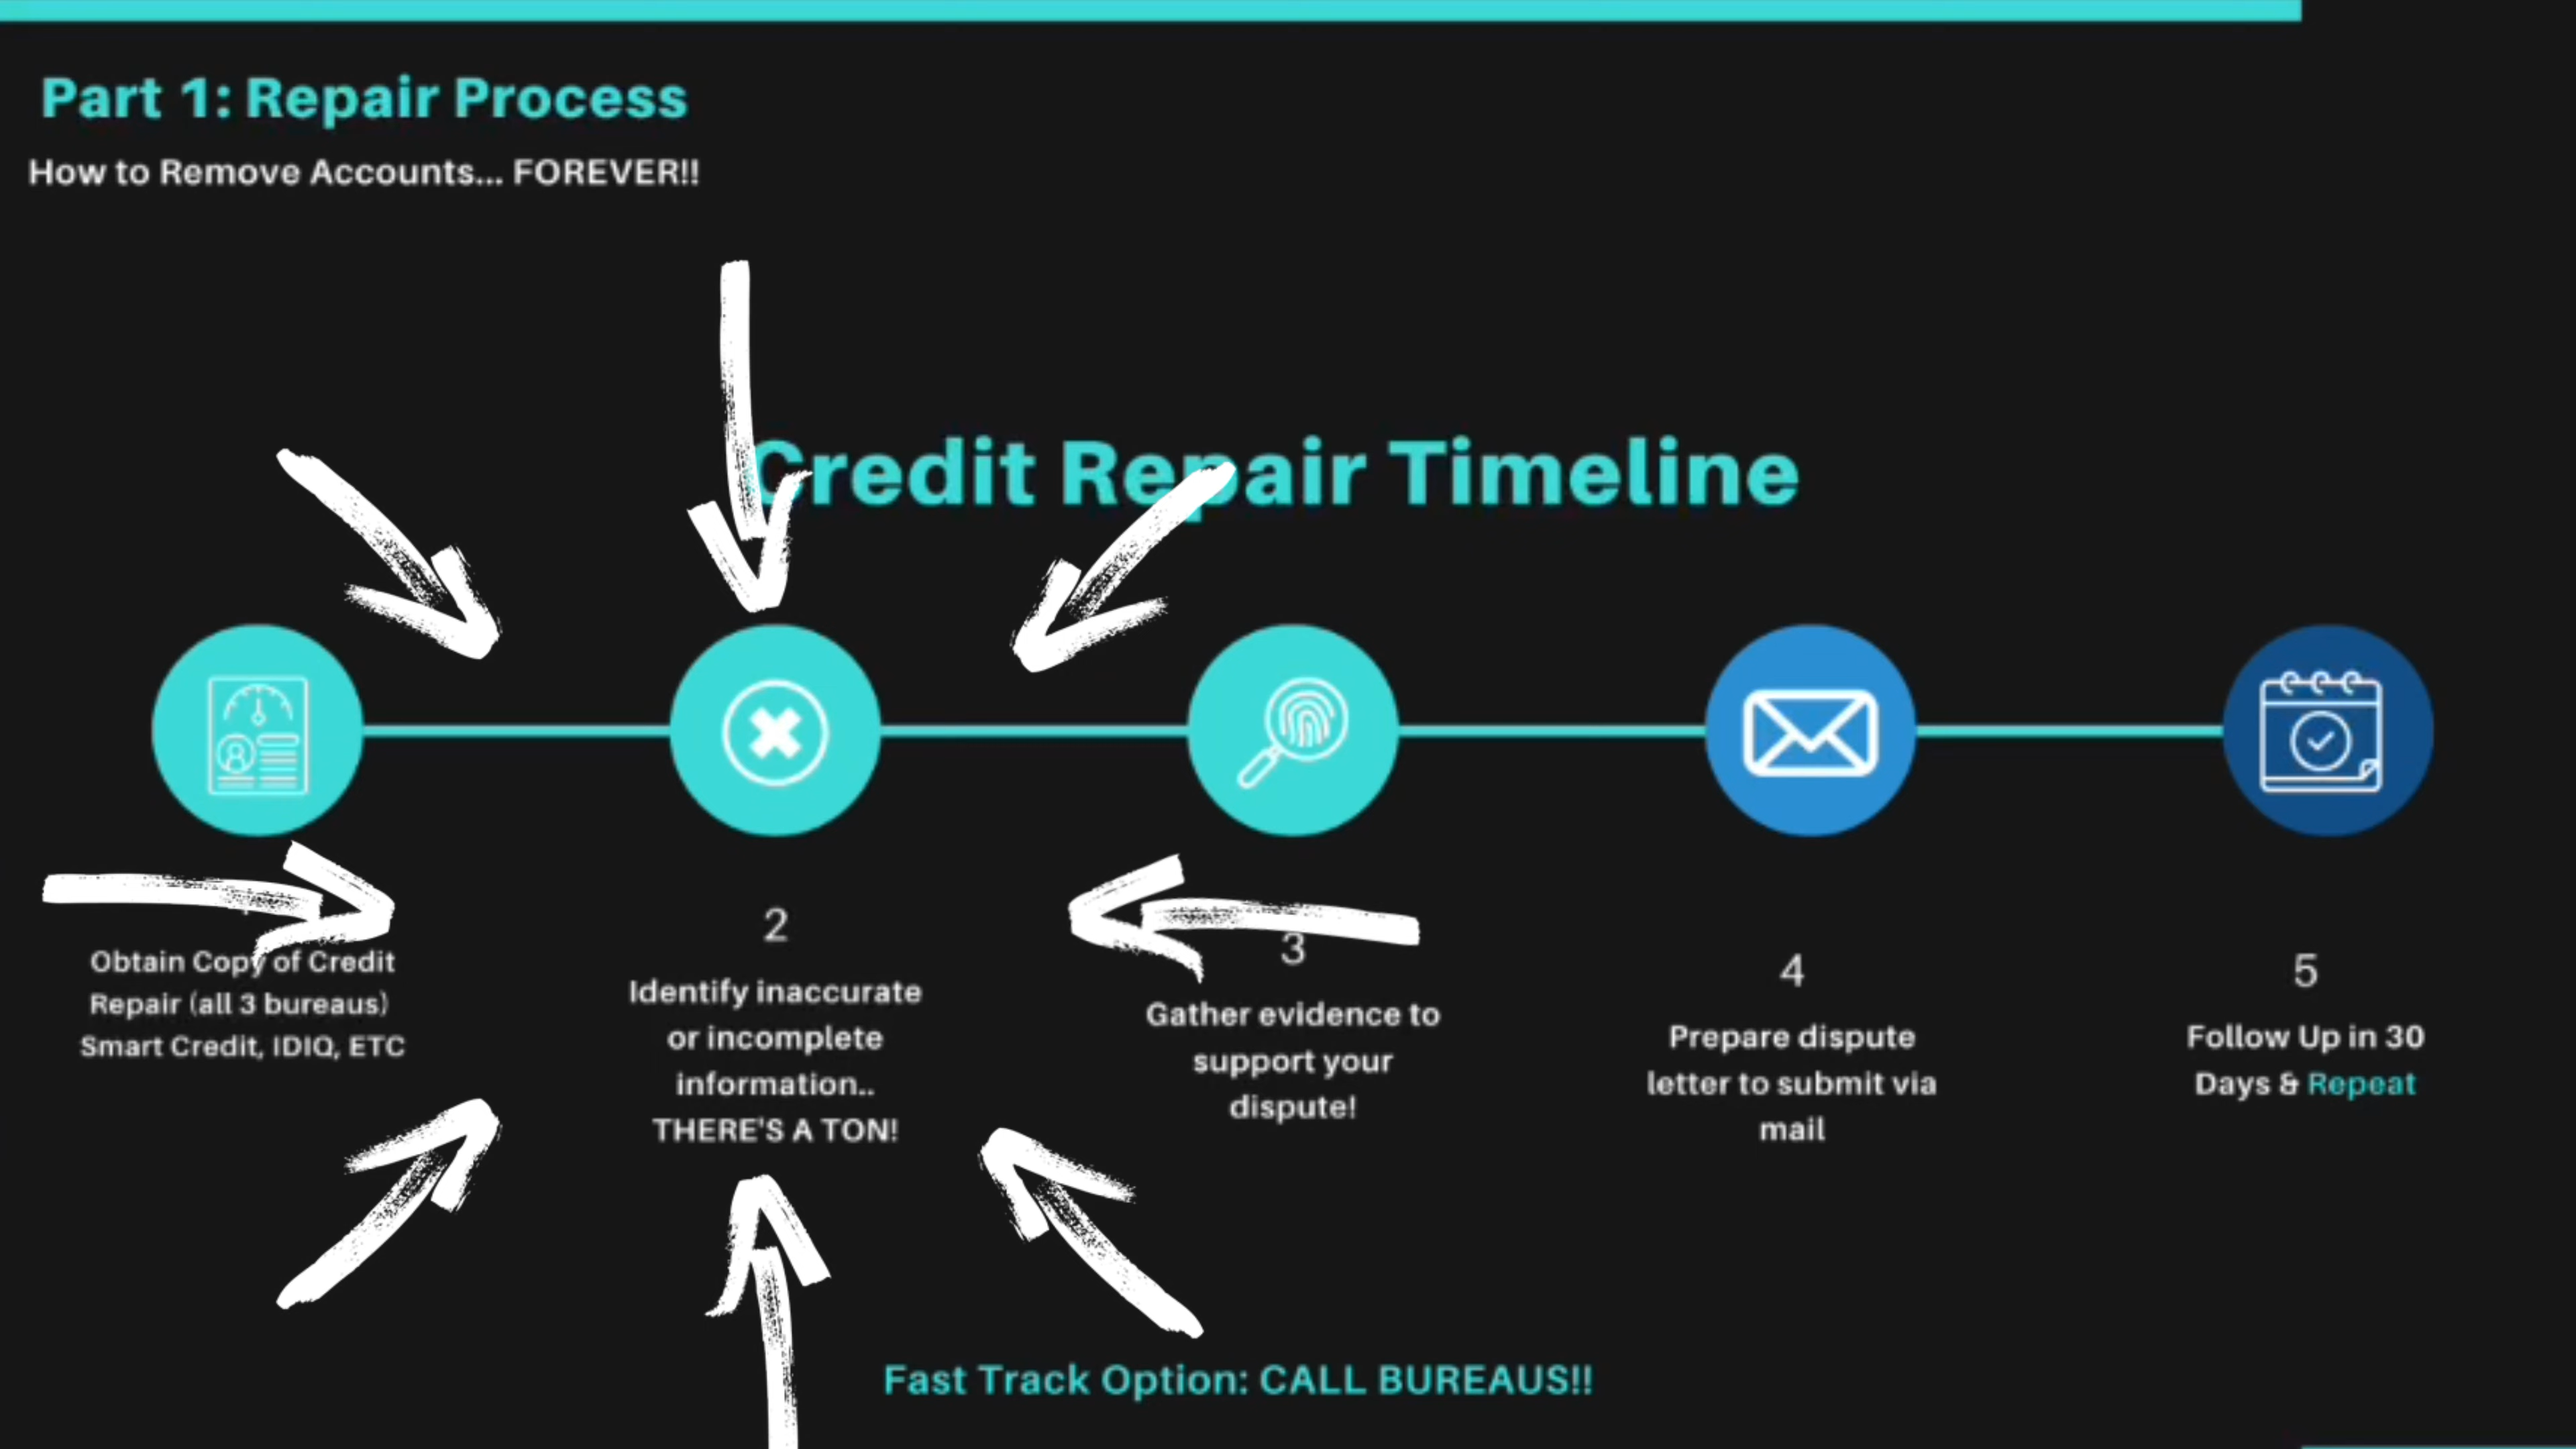 Part 1: Repair Process
How to Remove Accounts... FOREVER!!
Credit Repair Timeline
Obtain Copy of Credit
Repair (all 3 bureaus)
Smart Credit, IDIQ, ETC
2
Identify inaccurate
or incomplete
information..
THERE'S A TON!
3
Gather evidence to
support your
dispute!
4
Prepare dispute
letter to submit via
mail
5
Follow Up in 30
Days & Repeat
Fast Track Option: CALL BUREAUS!!